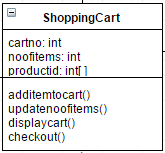 ShoppingCart
cartno: int
noofitems: int
productid: int[ ]
additemtocart()
updatenoofitems()
displaycart()
checkout()